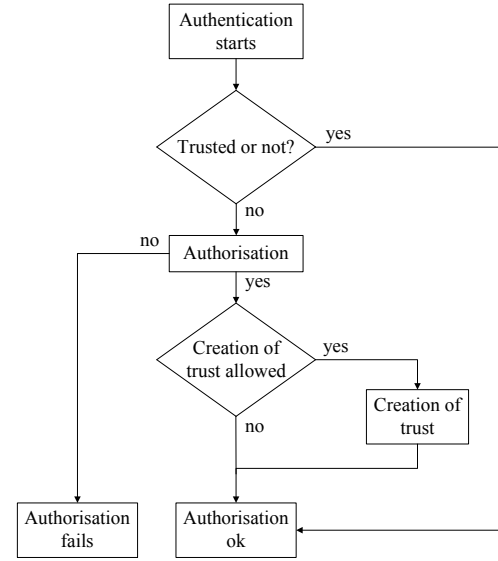 Authentication
starts
Trusted or not?
yes
no
no
Authorisation
yes
Creation of
trust allowed
yes
Creation of
trust
no
Authorisation
fails
Authorisation
ok